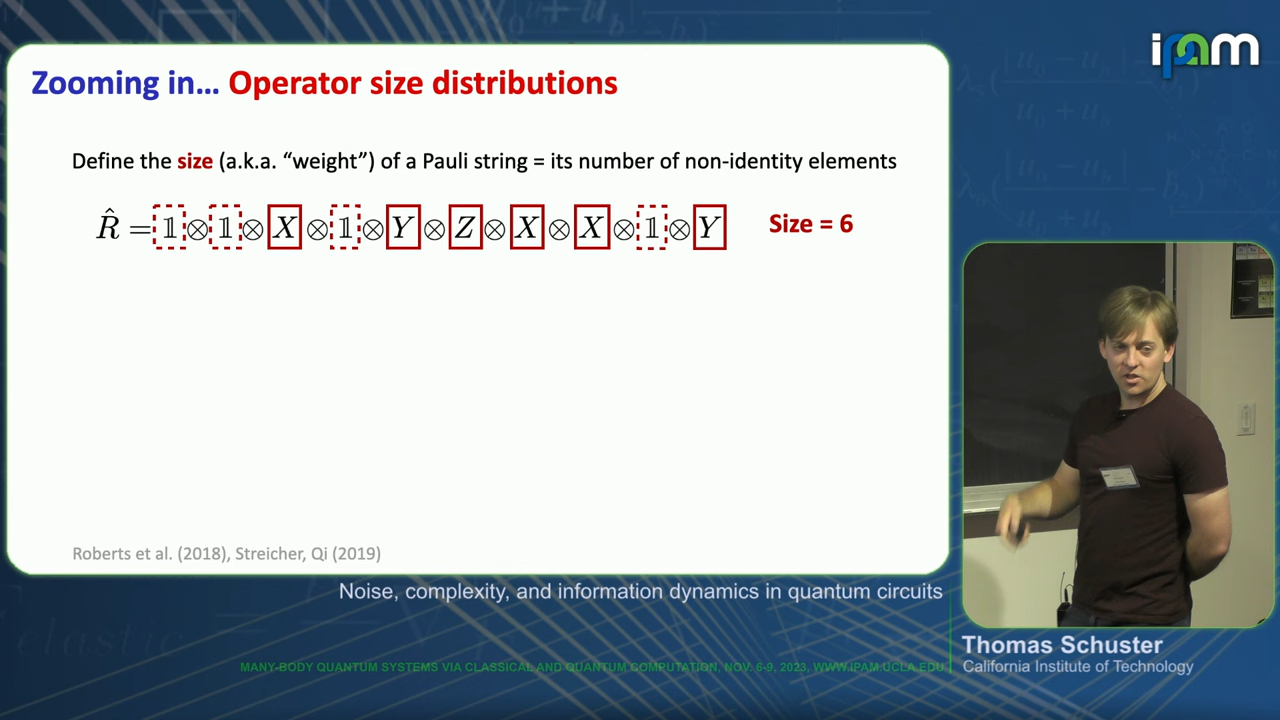 ipam
Zooming in... Operator size distributions
Define the size (a.k.a. “weight”) of a Pauli string = its number of non-identity elements
R̂ = 𝟙 ⊗ 𝟙 ⊗ X ⊗ 𝟙 ⊗ Y ⊗ Z ⊗ X ⊗ X ⊗ 𝟙 ⊗ Y Size = 6
Roberts et al. (2018), Streicher, Qi (2019)
Noise, complexity, and information dynamics in quantum circuits
Thomas Schuster
California Institute of Technology
MANY-BODY QUANTUM SYSTEMS VIA CLASSICAL AND QUANTUM COMPUTATION, NOV. 6-9, 2023, WWW.IPAM.UCLA.EDU